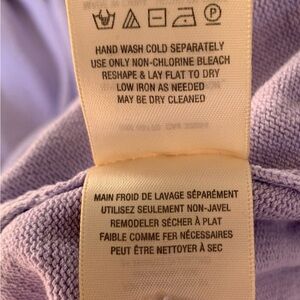 HAND WASH COLD SEPARATELY
USE ONLY NON-CHLORINE BLEACH
RESHAPE & LAY FLAT TO DRY
LOW IRON AS NEEDED
MAY BE DRY CLEANED
MAIN FROID DE LAVAGE SÉPARÉMENT
UTILISEZ SEULEMENT NON-JAVEL
REMODELER SÉCHER À PLAT
FAIBLE COMME FER NÉCESSAIRES
PEUT ÊTRE NETTOYER À SEC